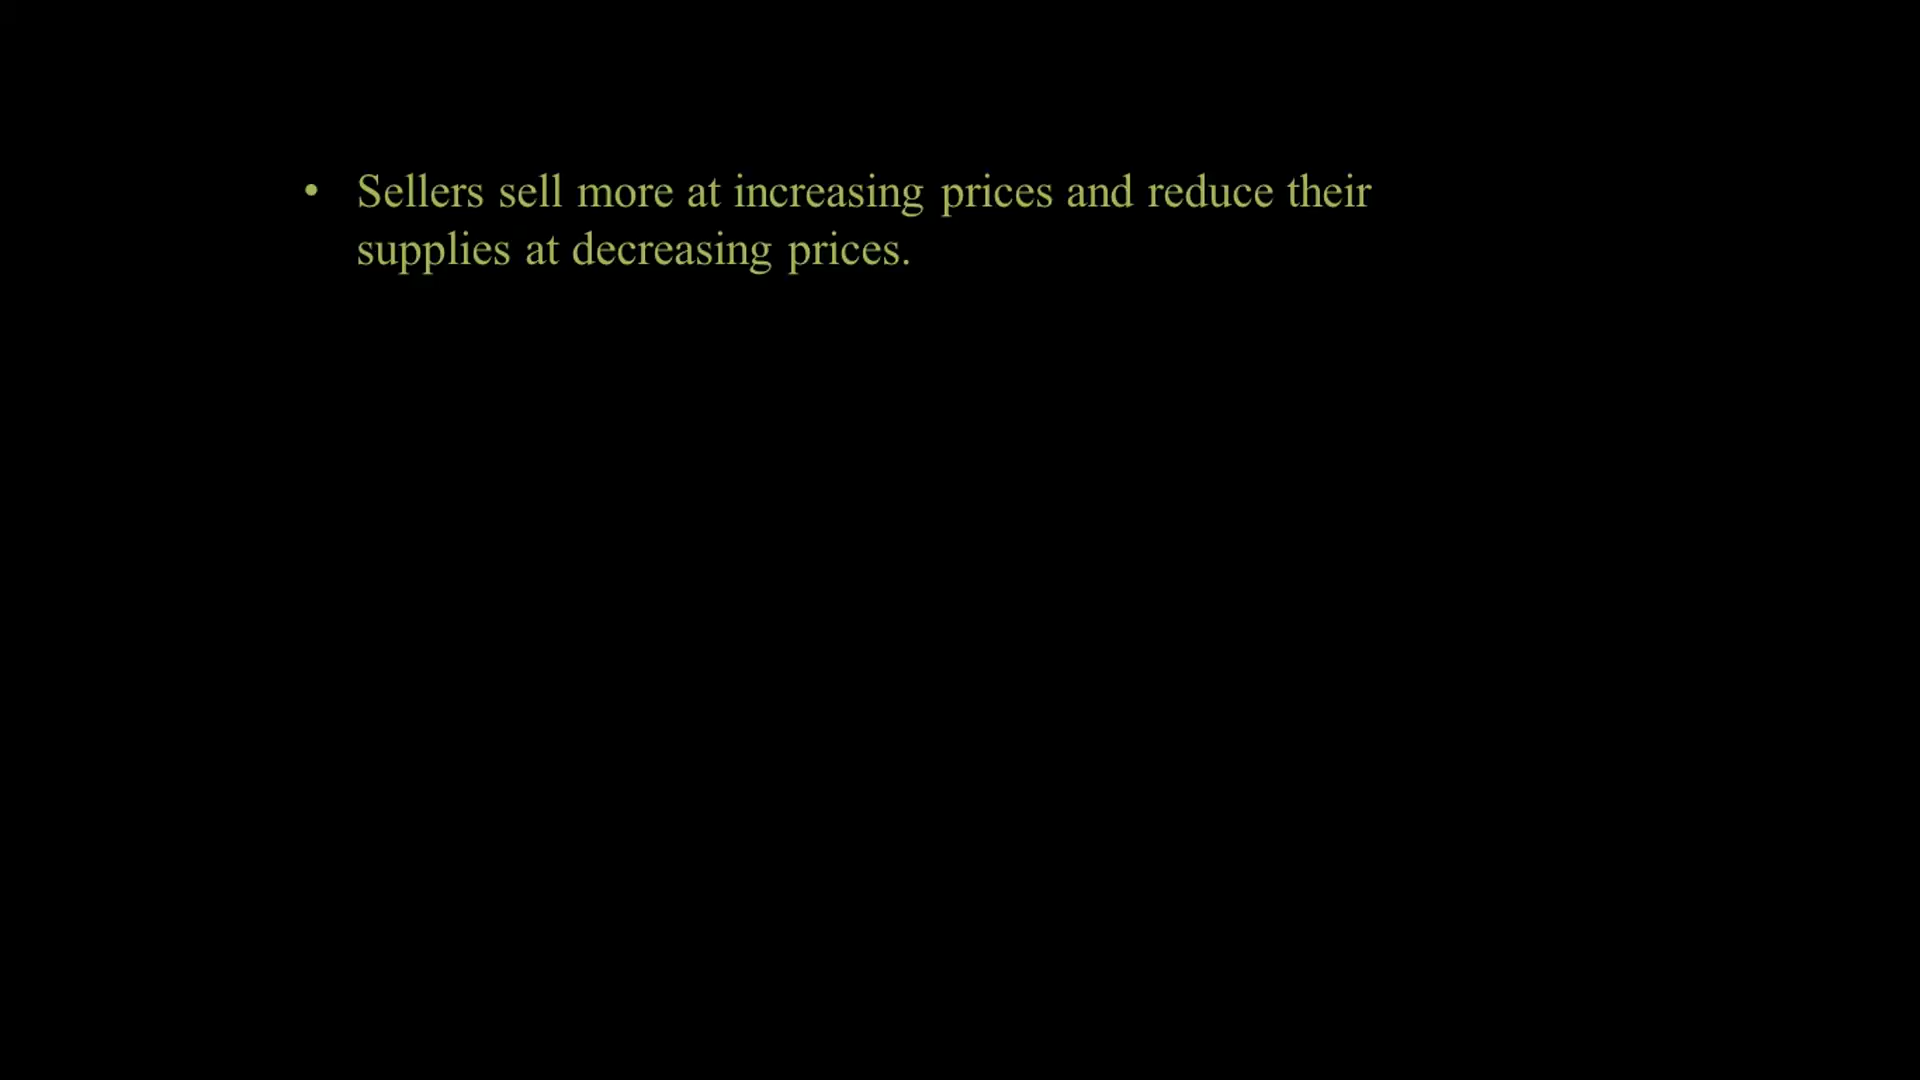 • Sellers sell more at increasing prices and reduce their
supplies at decreasing prices.